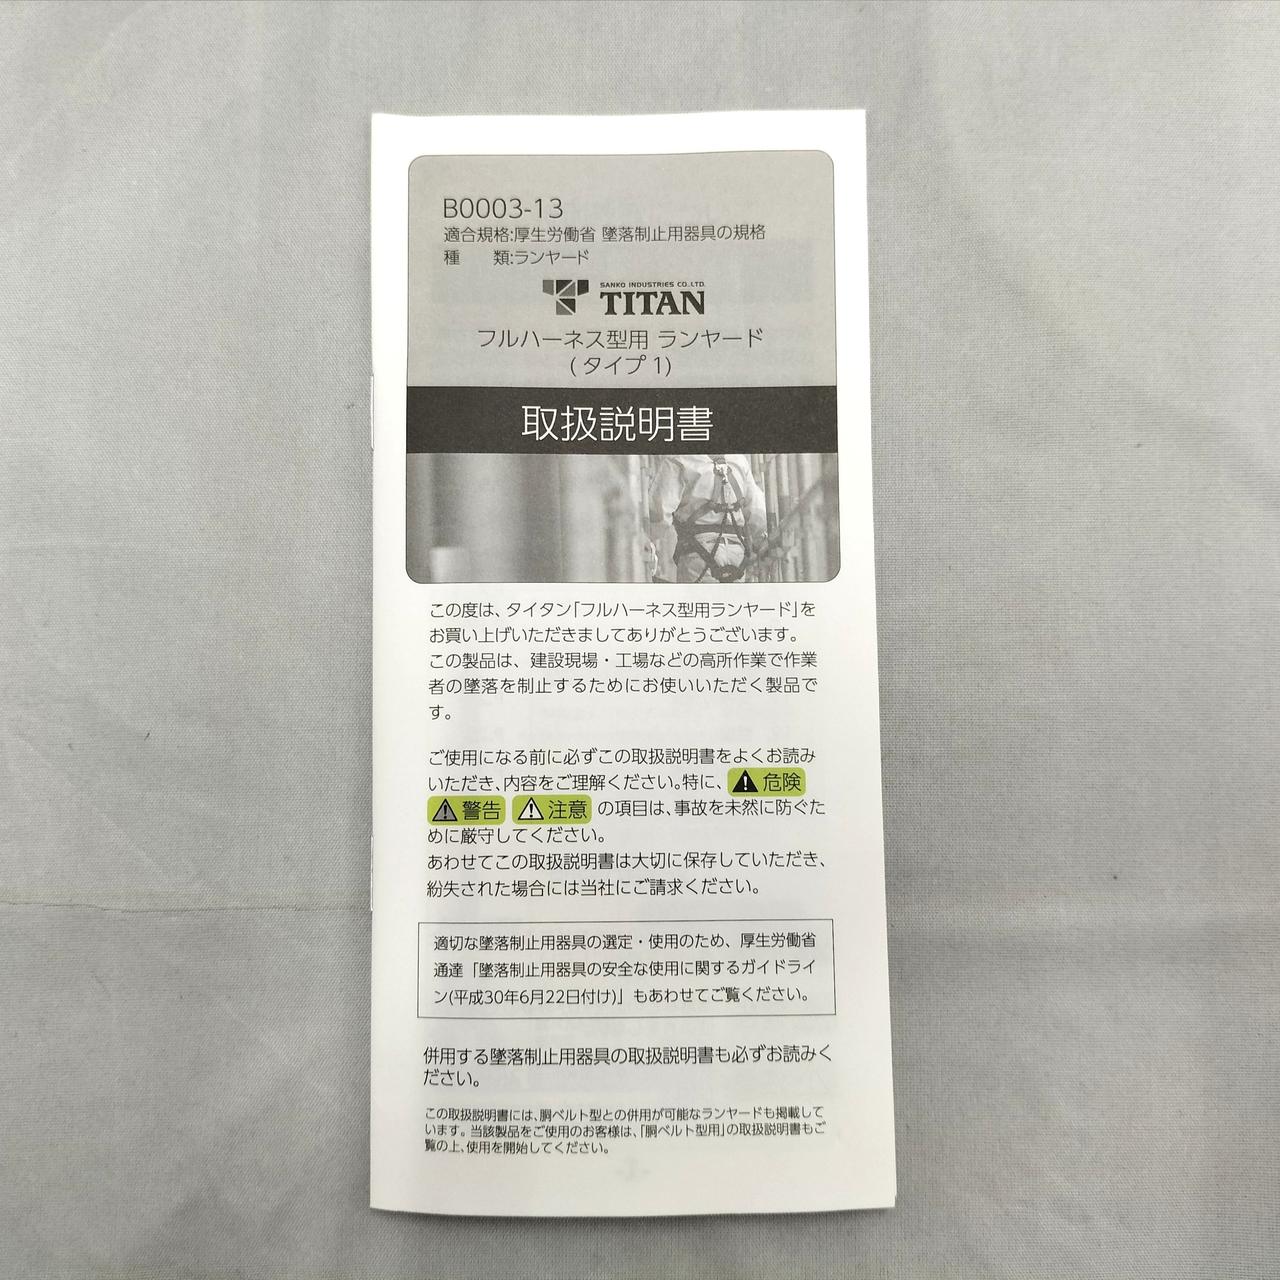 B0003-13
適合規格:厚生労働省 墜落制止用器具の規格
種　　類:ランヤード
SANKO INDUSTRIES CO.,LTD.
TITAN
フルハーネス型用 ランヤード
(タイプ1)
取扱説明書
この度は、タイタン「フルハーネス型用ランヤード」を
お買い上げいただきましてありがとうございます。
この製品は、建設現場・工場などの高所作業で作業
者の墜落を制止するためにお使いいただく製品で
す。
ご使用になる前に必ずこの取扱説明書をよくお読み
いただき、内容をご理解ください。特に、危険
警告 注意 の項目は、事故を未然に防ぐた
めに厳守してください。
あわせてこの取扱説明書は大切に保存していただき、
紛失された場合には当社にご請求ください。
適切な墜落制止用器具の選定・使用のため、厚生労働省
通達「墜落制止用器具の安全な使用に関するガイドライ
ン(平成30年6月22日付け)」もあわせてご覧ください。
併用する墜落制止用器具の取扱説明書も必ずお読みく
ださい。
この取扱説明書には、胴ベルト型との併用が可能なランヤードも掲載して
います。当該製品をご使用のお客様は、「胴ベルト型用」の取扱説明書もご
覧の上、使用を開始してください。